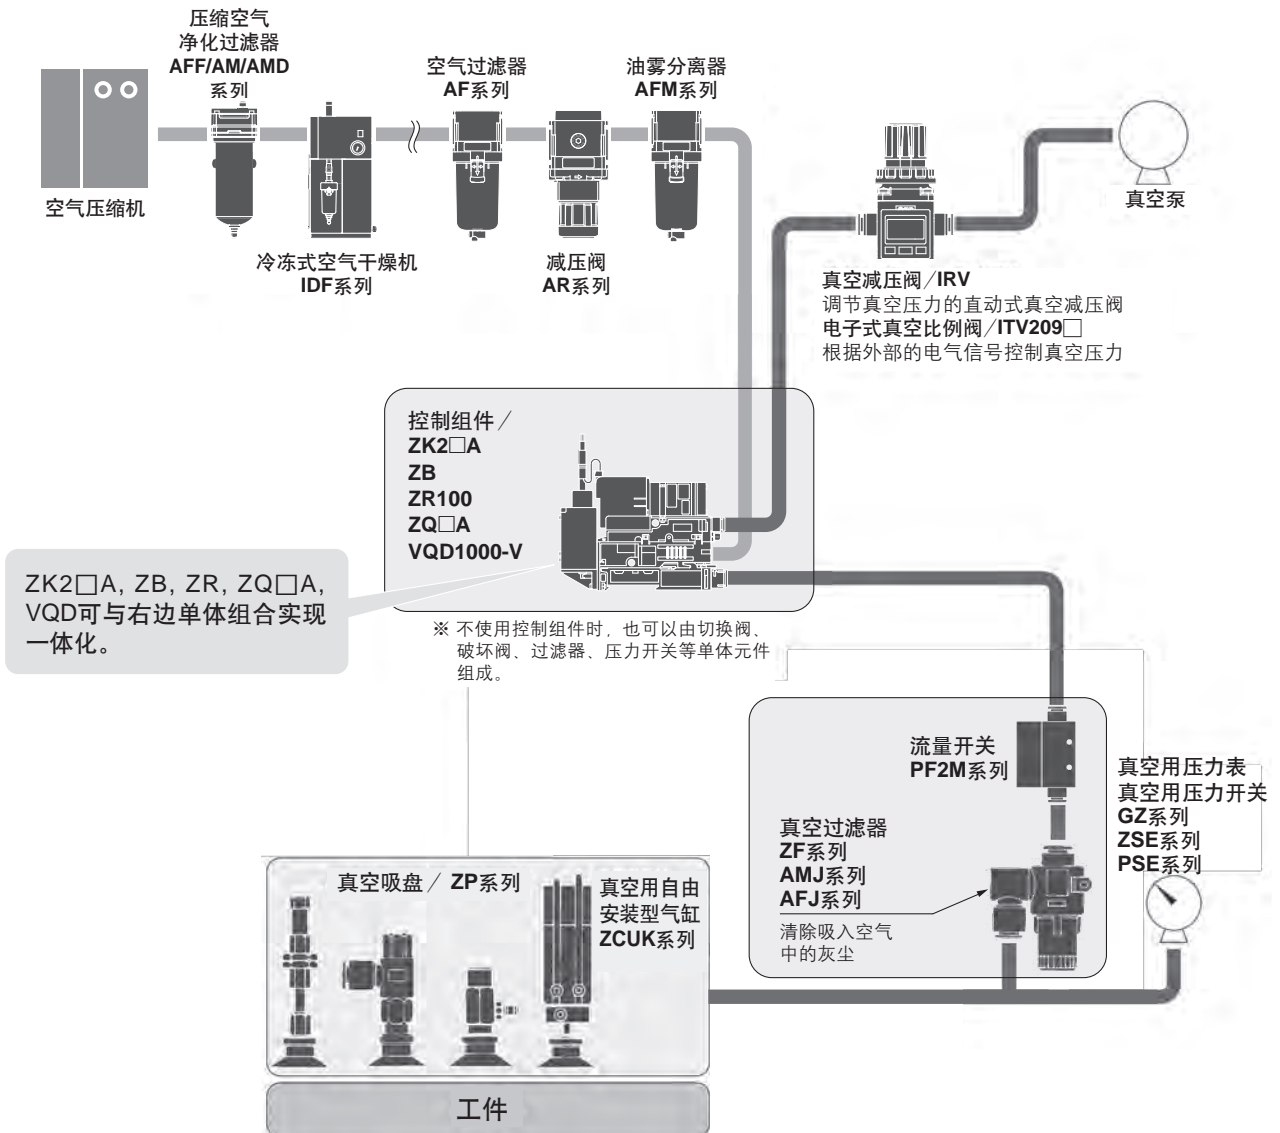 压缩空气
净化过滤器
AFF/AM/AMD
系列
空气过滤器
AF系列
油雾分离器
AFM系列
空气压缩机
冷冻式空气干燥机
IDF系列
减压阀
AR系列
真空泵
真空减压阀／IRV
调节真空压力的直动式真空减压阀
电子式真空比例阀／ITV209□
根据外部的电气信号控制真空压力
控制组件／
ZK2□A
ZB
ZR100
ZQ□A
VQD1000-V
ZK2□A, ZB, ZR, ZQ□A,
VQD可与右边单体组合实现
一体化。
※ 不使用控制组件时，也可以由切换阀、
破坏阀、过滤器、压力开关等单体元件
组成。
流量开关
PF2M系列
真空用压力表
真空用压力开关
GZ系列
ZSE系列
PSE系列
真空过滤器
ZF系列
AMJ系列
AFJ系列
清除吸入空气
中的灰尘
真空吸盘／ ZP系列
真空用自由
安装型气缸
ZCUK系列
工件